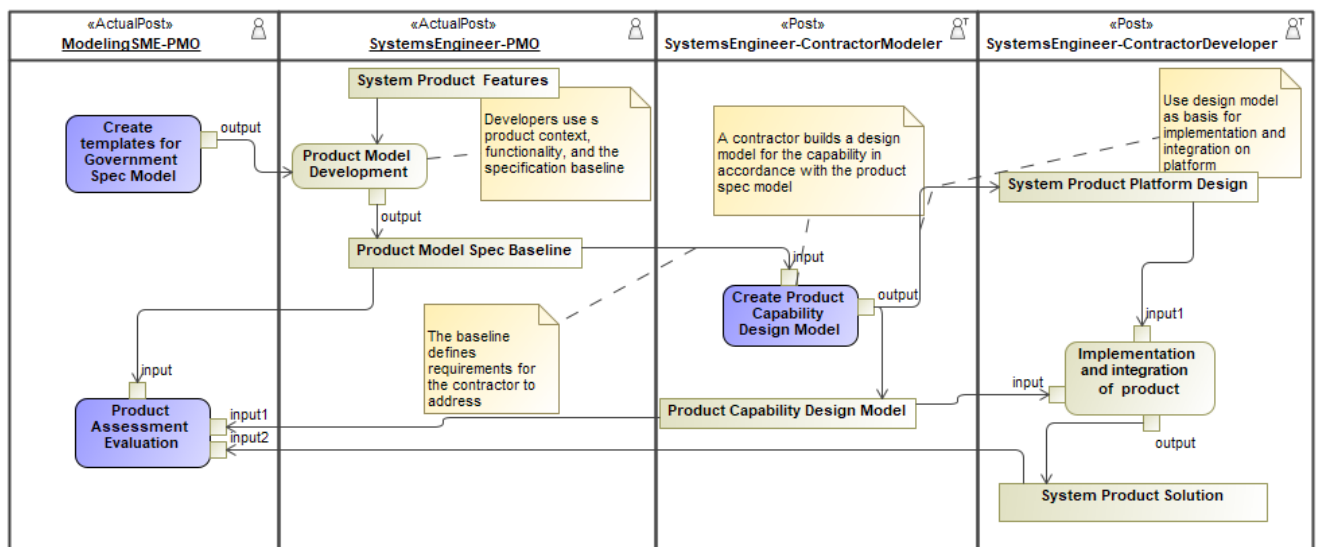 «ActualPost»
ModelingSME-PMO
«ActualPost»
SystemsEngineer-PMO
«Post»
SystemsEngineer-ContractorModeler
T
«Post»
SystemsEngineer-ContractorDeveloper
T
Create
templates for
Government
Spec Model
output
System Product Features
Product Model
Development
Developers use s
product context,
functionality, and the
specification baseline
output
Product Model Spec Baseline
The baseline
defines
requirements for
the contractor to
address
A contractor builds a design
model for the capability in
accordance with the product
spec model
input
Create Product
Capability
Design Model
output
Product Capability Design Model
Use design model
as basis for
implementation and
integration on
platform
System Product Platform Design
input1
input
Implementation
and integration
of product
output
System Product Solution
input
Product
Assessment
Evaluation
input1
input2